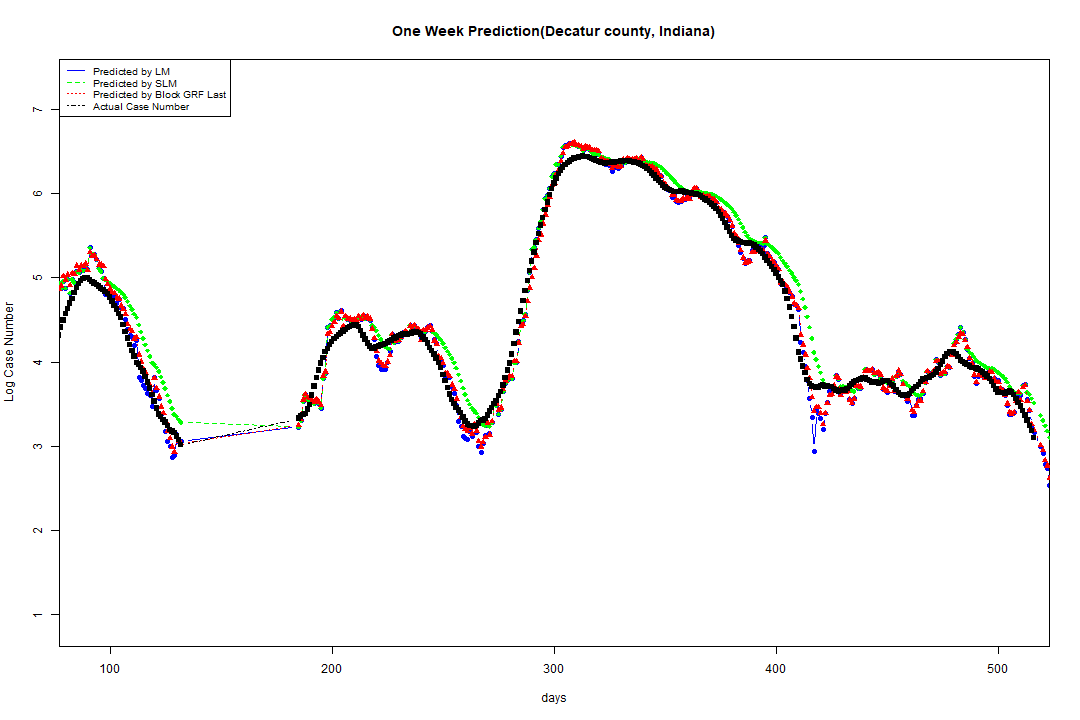 One Week Prediction(Decatur county, Indiana)
Predicted by LM
Predicted by SLM
Predicted by Block GRF Last
Actual Case Number
Log Case Number
7
6
5
4
3
2
1
100 200 300 400 500
days